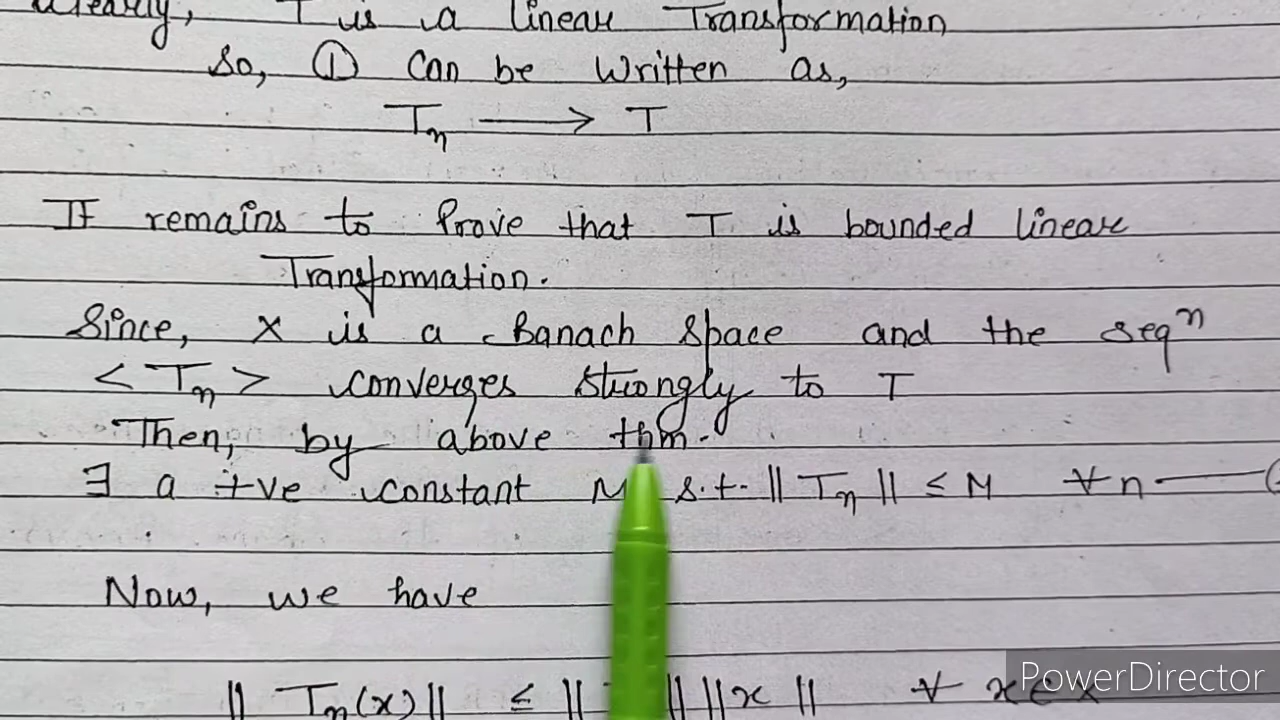 Clearly, T is a linear Transformation
So, ① Can be written as,
Tₙ ⟶ T
It remains to Prove that T is bounded linear
Transformation.
Since, X is a Banach Space and the seqⁿ
< Tₙ > converges strongly to T
Then, by above thm.
∃ a +ve constant M s.t. || Tₙ || ≤ M ∀ n —
Now, we have
|| Tₙ(x) || ≤ || || || x || ∀ x ∈ X
PowerDirector